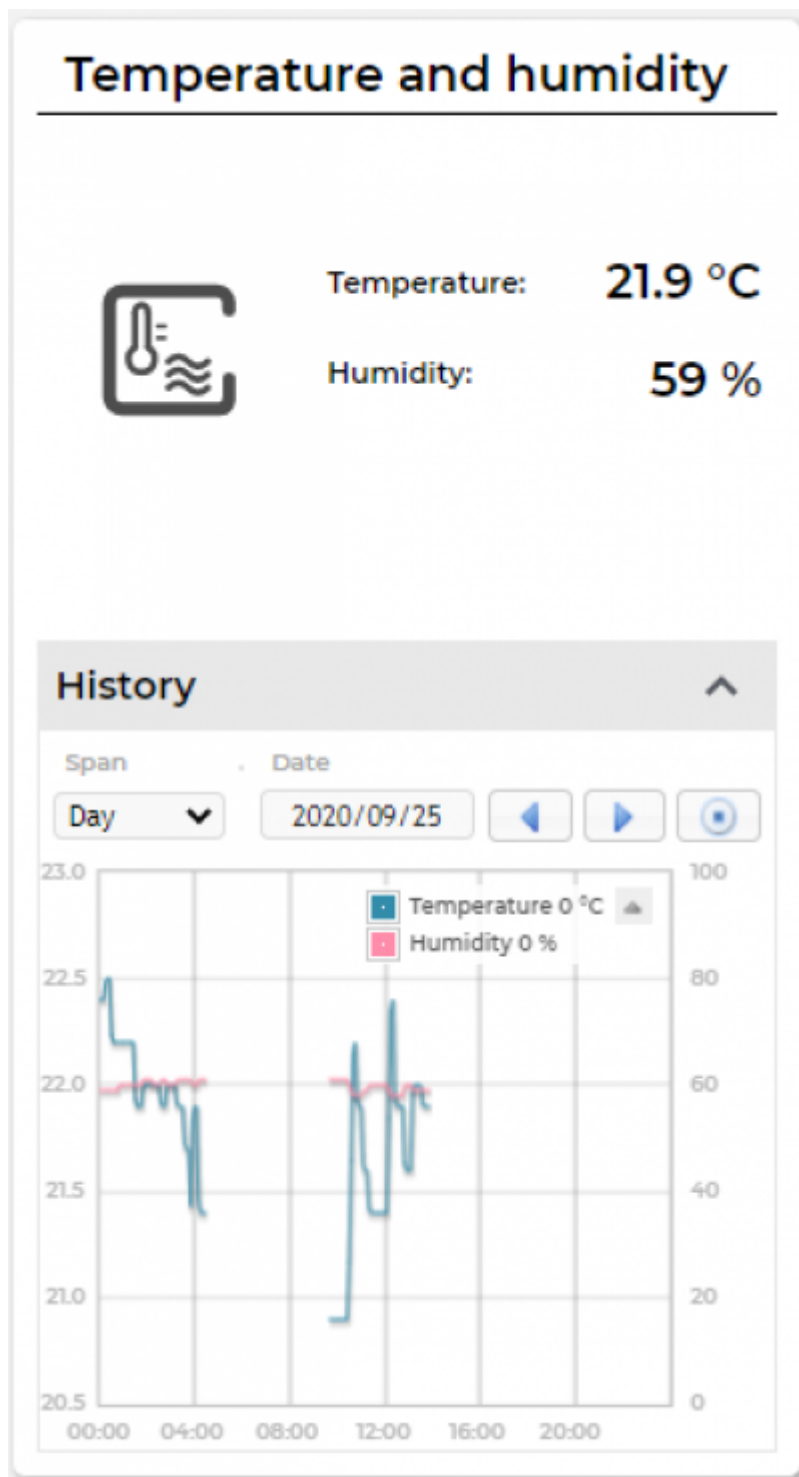 Temperature and humidity
Temperature: 21.9 °C
Humidity: 59 %
History
Span . Date
Day 2020/09/25
23.0 100
Temperature 0 °C
Humidity 0 %
22.5 80
22.0 60
21.5 40
21.0 20
20.5 0
00:00 04:00 08:00 12:00 16:00 20:00